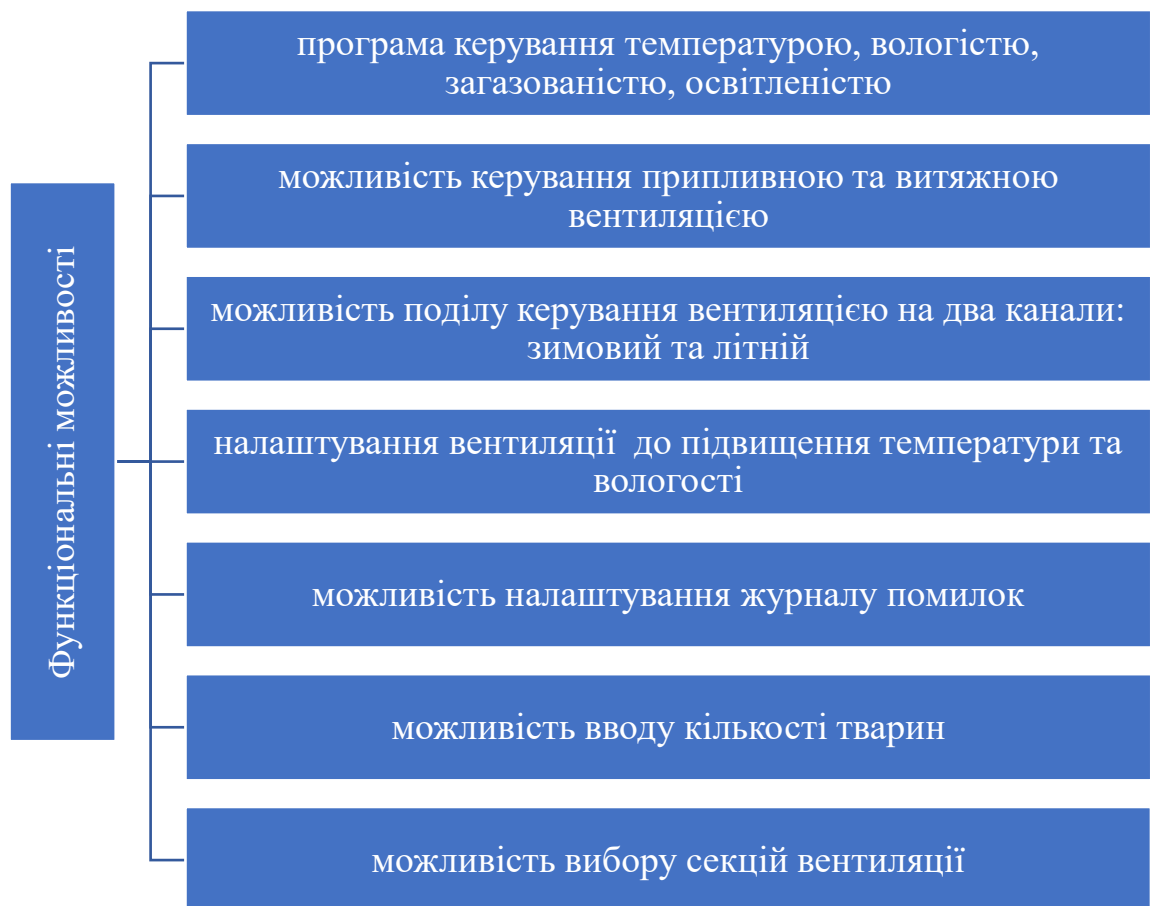 Функціональні можливості
програма керування температурою, вологістю,
загазованістю, освітленістю
можливість керування припливною та витяжною
вентиляцією
можливість поділу керування вентиляцією на два канали:
зимовий та літній
налаштування вентиляції  до підвищення температури та
вологості
можливість налаштування журналу помилок
можливість вводу кількості тварин
можливість вибору секцій вентиляції